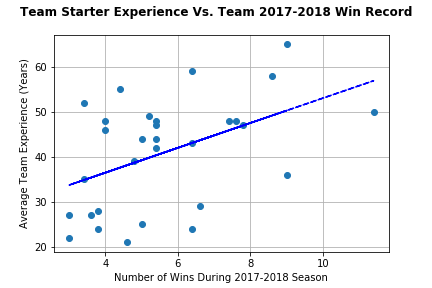 Team Starter Experience Vs. Team 2017-2018 Win Record
Average Team Experience (Years)
60
50
40
30
20
4 6 8 10
Number of Wins During 2017-2018 Season